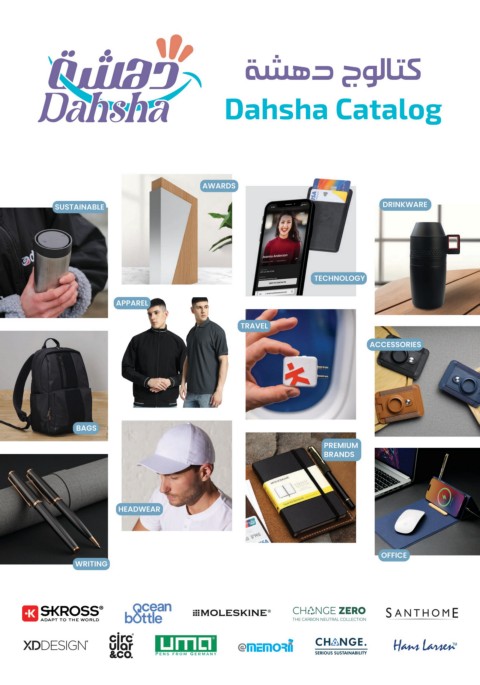 دهشة
Dahsha
كتالوج دهشة
Dahsha Catalog
SUSTAINABLE
AWARDS
TECHNOLOGY
DRINKWARE
BAGS
APPAREL
TRAVEL
ACCESSORIES
WRITING
HEADWEAR
PREMIUM
BRANDS
OFFICE
SKROSS®
ADAPT TO THE WORLD
ocean
bottle
MOLESKINE®
CHANGE ZERO
THE CARBON NEUTRAL COLLECTION
SANTHOME
XDDESIGN
circ
ular
&co.
uma
PENS FROM GERMANY
@MEMORII
CHANGE.
SERIOUS SUSTAINABILITY
Hans Larsen